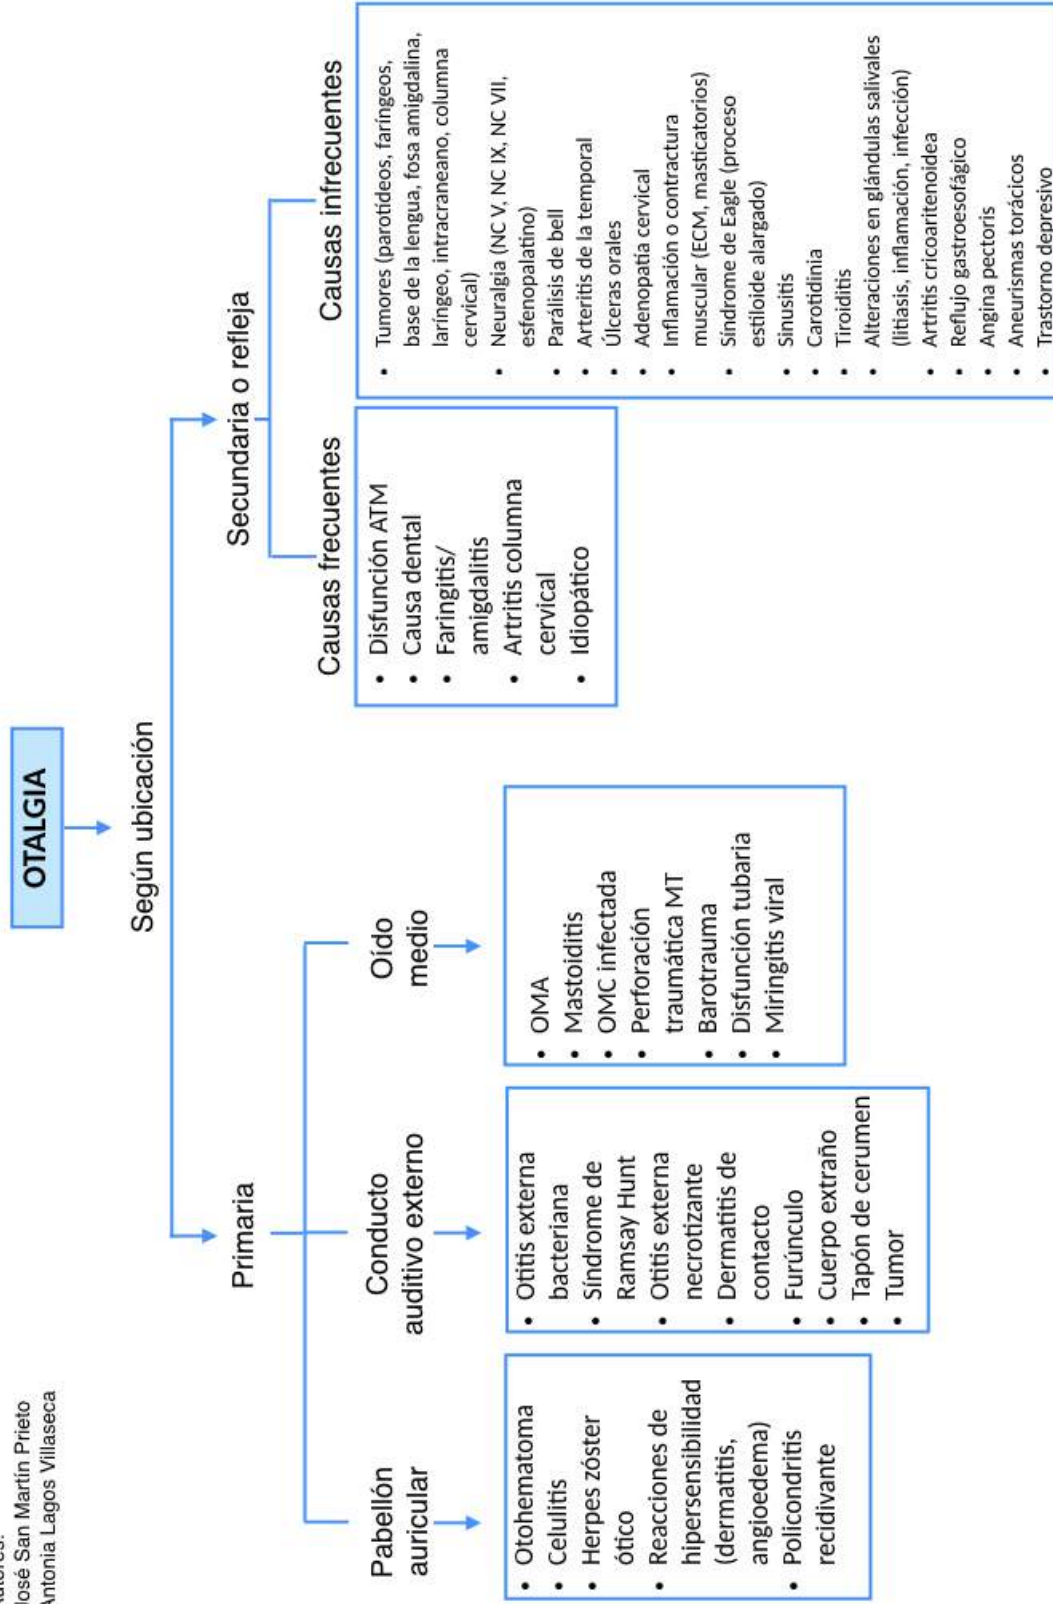 Autores:
José San Martín Prieto
Antonia Lagos Villaseca
OTALGIA
Según ubicación
Primaria
Secundaria o refleja
Pabellón
auricular
Conducto
auditivo externo
Oído
medio
Causas frecuentes
Causas infrecuentes
• Otohematoma
• Celulitis
• Herpes zóster
ótico
• Reacciones de
hipersensibilidad
(dermatitis,
angioedema)
• Policondritis
recidivante
• Otitis externa
bacteriana
• Síndrome de
Ramsay Hunt
• Otitis externa
necrotizante
• Dermatitis de
contacto
• Furúnculo
• Cuerpo extraño
• Tapón de cerumen
• Tumor
• OMA
• Mastoiditis
• OMC infectada
• Perforación
traumática MT
• Barotrauma
• Disfunción tubaria
• Miringitis viral
• Disfunción ATM
• Causa dental
• Faringitis/
amigdalitis
• Artritis columna
cervical
• Idiopático
• Tumores (parotídeos, faríngeos,
base de la lengua, fosa amigdalina,
laríngeo, intracraneano, columna
cervical)
• Neuralgia (NC V, NC IX, NC VII,
esfenopalatino)
• Parálisis de bell
• Arteritis de la temporal
• Úlceras orales
• Adenopatía cervical
• Inflamación o contractura
muscular (ECM, masticatorios)
• Síndrome de Eagle (proceso
estiloide alargado)
• Sinusitis
• Carotidinia
• Tiroiditis
• Alteraciones en glándulas salivales
(litiasis, inflamación, infección)
• Artritis cricoaritenoidea
• Reflujo gastroesofágico
• Angina pectoris
• Aneurismas torácicos
• Trastorno depresivo